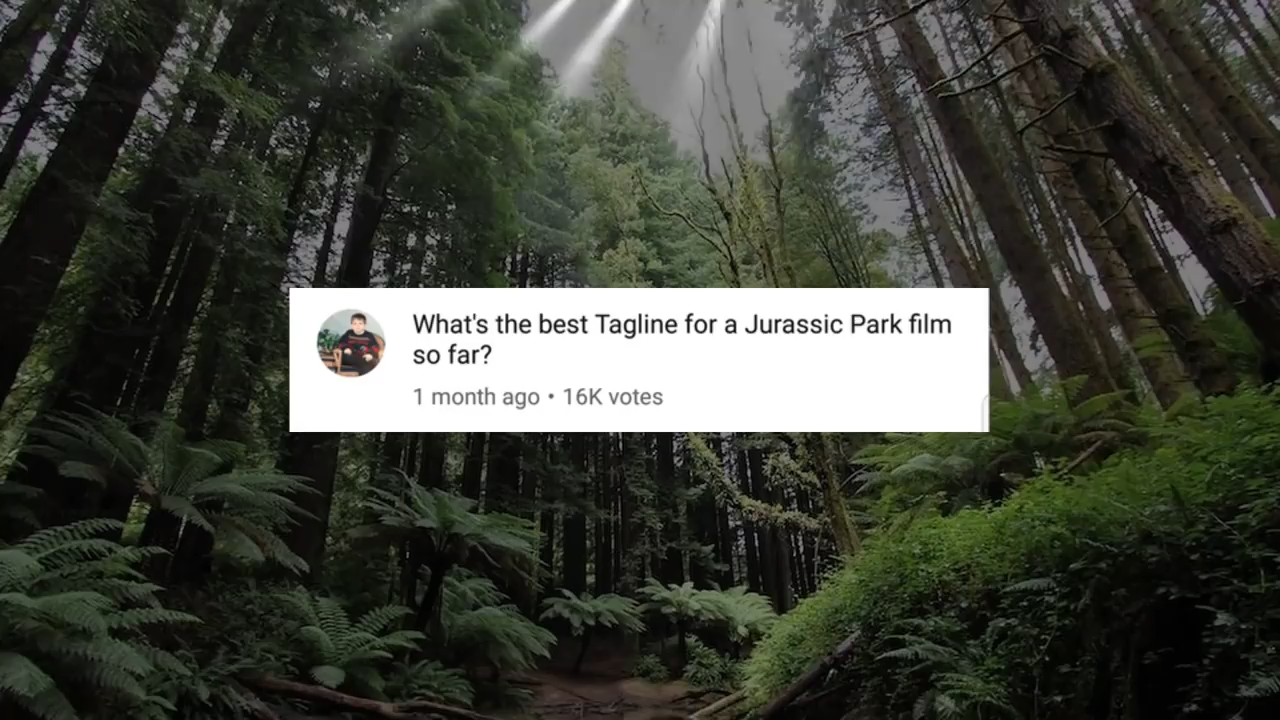 What's the best Tagline for a Jurassic Park film
so far?
1 month ago • 16K votes